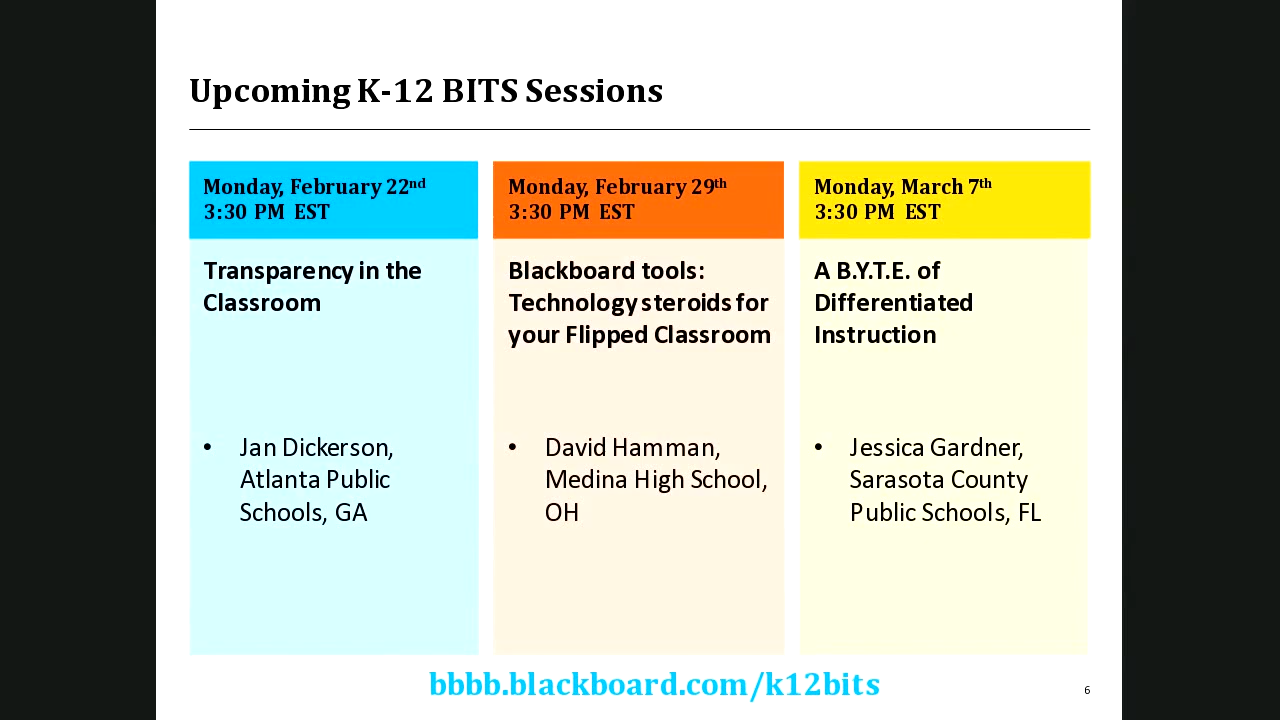 Upcoming K-12 BITS Sessions
Monday, February 22nd
3:30 PM EST
Transparency in the
Classroom
• Jan Dickerson,
Atlanta Public
Schools, GA
Monday, February 29th
3:30 PM EST
Blackboard tools:
Technology steroids for
your Flipped Classroom
• David Hamman,
Medina High School,
OH
Monday, March 7th
3:30 PM EST
A B.Y.T.E. of
Differentiated
Instruction
• Jessica Gardner,
Sarasota County
Public Schools, FL
bbbb.blackboard.com/k12bits
6